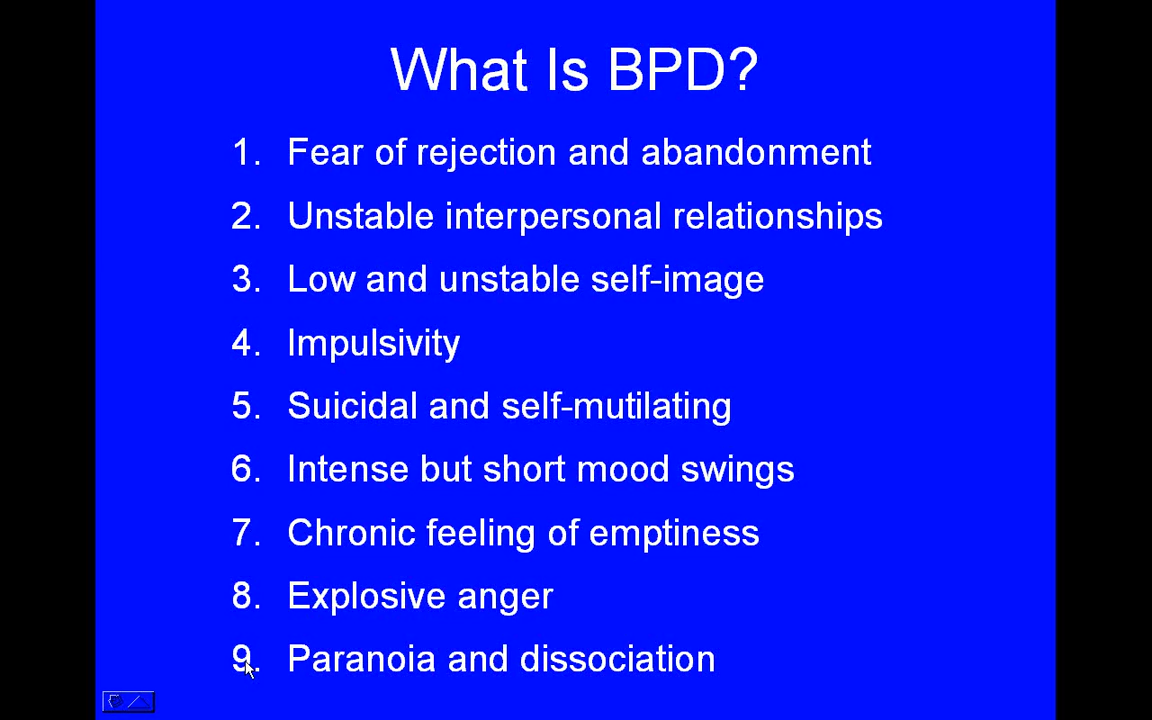 What Is BPD?
1. Fear of rejection and abandonment
2. Unstable interpersonal relationships
3. Low and unstable self-image
4. Impulsivity
5. Suicidal and self-mutilating
6. Intense but short mood swings
7. Chronic feeling of emptiness
8. Explosive anger
9. Paranoia and dissociation